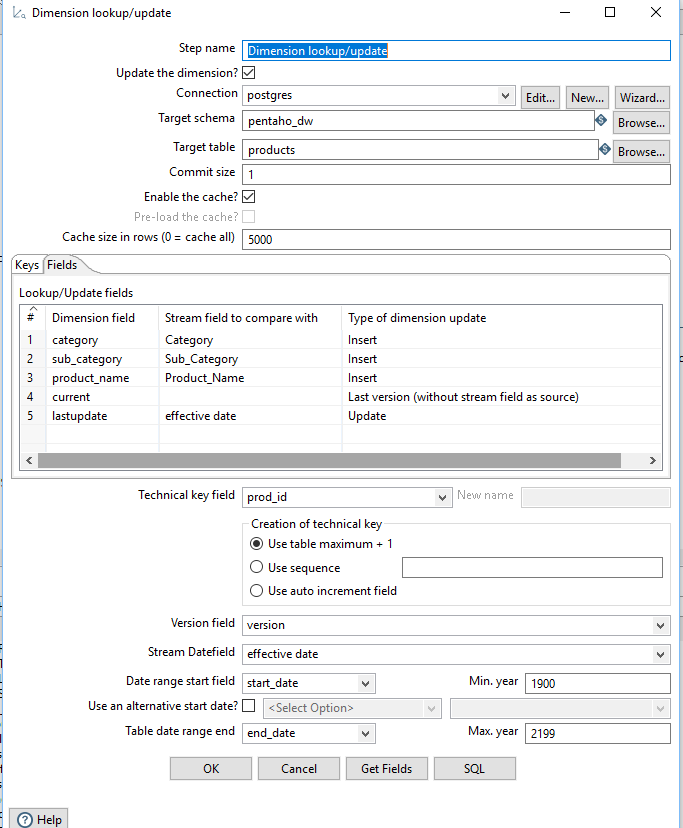 Dimension lookup/update
Step name Dimension lookup/update
Update the dimension?
Connection postgres Edit... New... Wizard...
Target schema pentaho_dw Browse...
Target table products Browse...
Commit size 1
Enable the cache?
Pre-load the cache?
Cache size in rows (0 = cache all) 5000
Keys Fields
Lookup/Update fields
# Dimension field Stream field to compare with Type of dimension update
1 category Category Insert
2 sub_category Sub_Category Insert
3 product_name Product_Name Insert
4 current Last version (without stream field as source)
5 lastupdate effective date Update
Technical key field prod_id New name
Creation of technical key
Use table maximum + 1
Use sequence
Use auto increment field
Version field version
Stream Datefield effective date
Date range start field start_date Min. year 1900
Use an alternative start date? <Select Option>
Table date range end end_date Max. year 2199
OK Cancel Get Fields SQL
Help